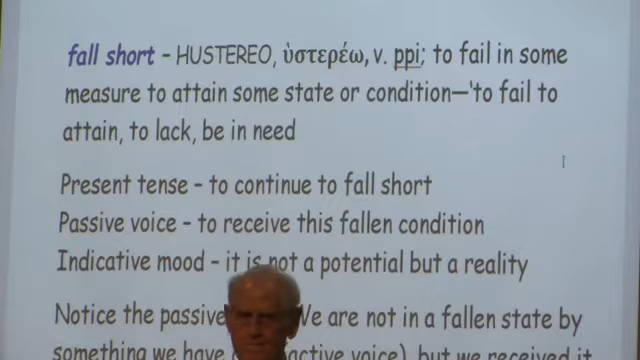 fall short – HUSTEREO, ὑστερέω, v. ppi; to fail in some
measure to attain some state or condition—'to fail to
attain, to lack, be in need
Present tense – to continue to fall short
Passive voice – to receive this fallen condition
Indicative mood – it is not a potential but a reality
Notice the passive We are not in a fallen state by
something we have active voice), but we received it